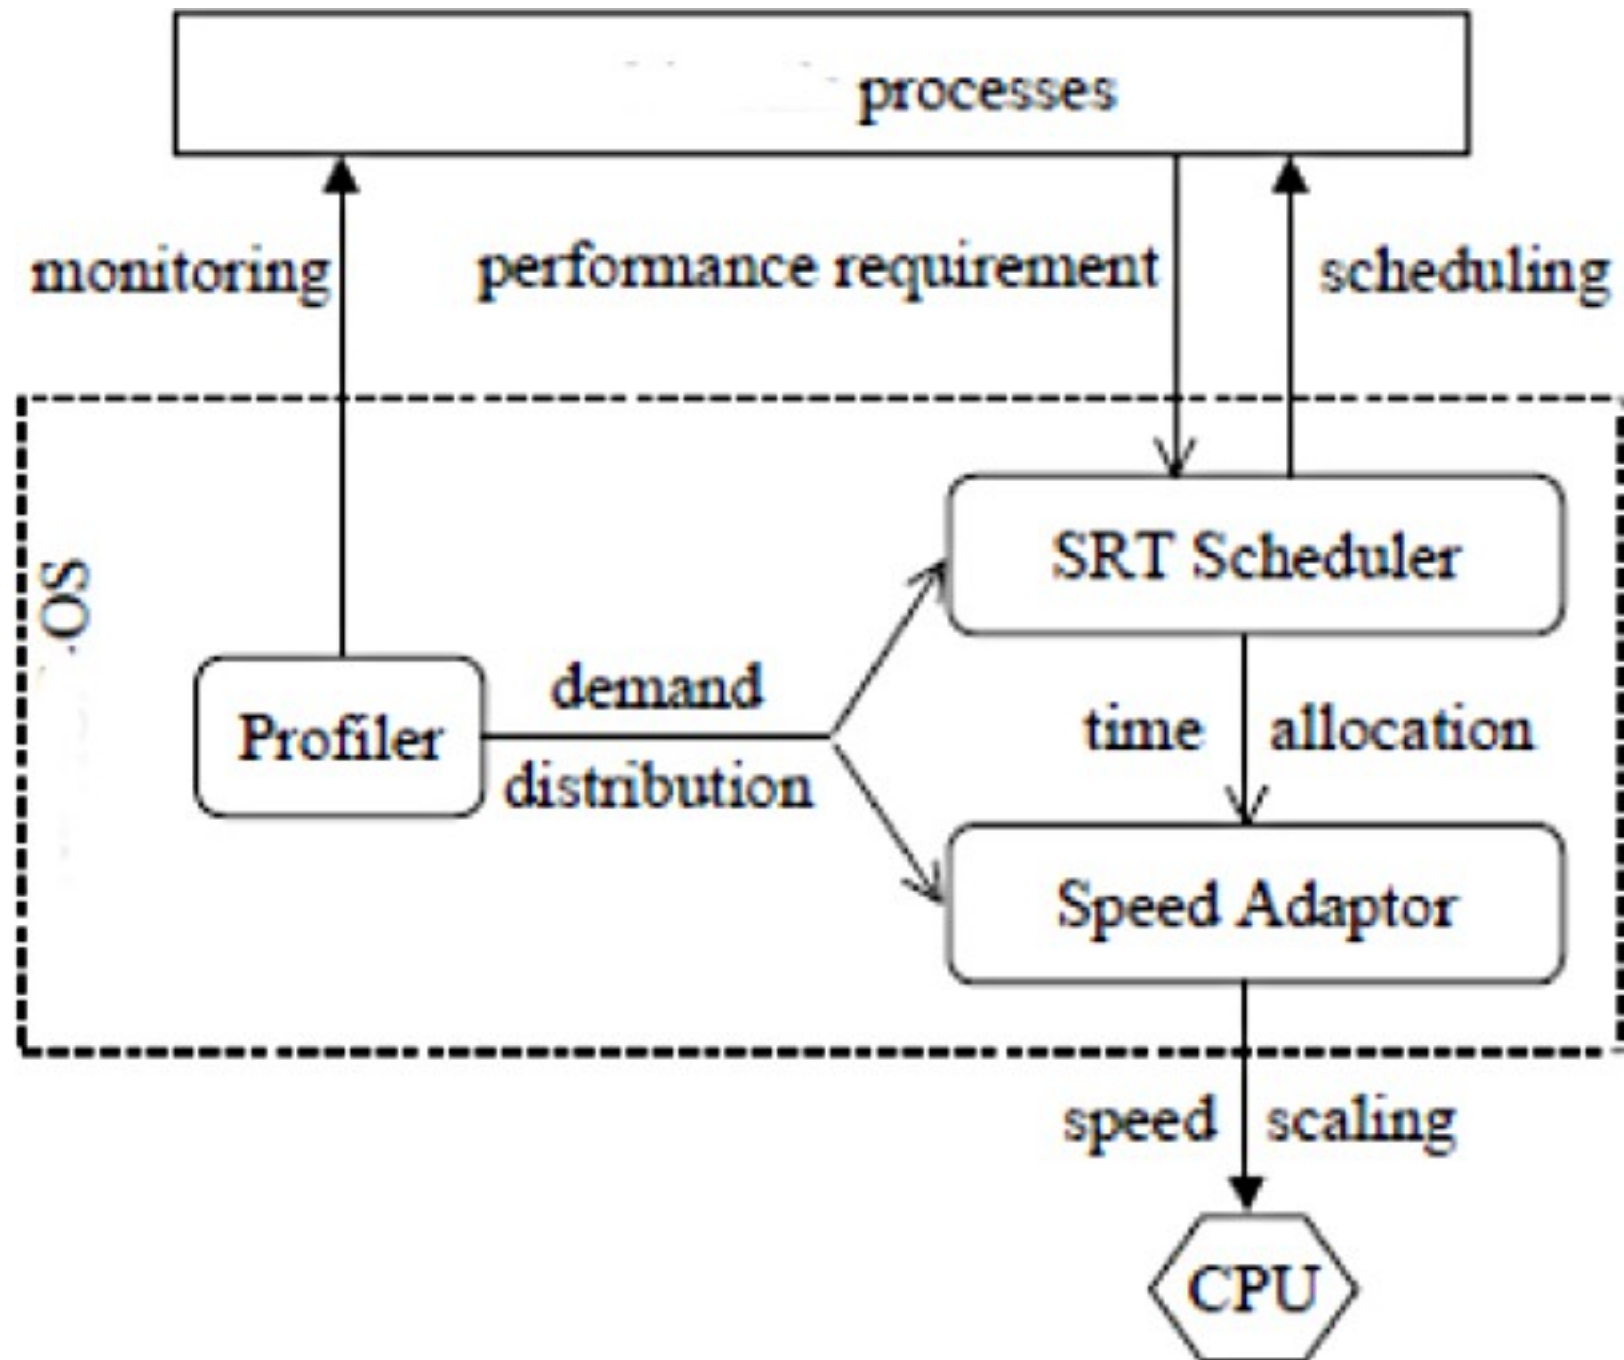 processes
monitoring
performance requirement
scheduling
OS
SRT Scheduler
Profiler
demand
distribution
time allocation
Speed Adaptor
speed scaling
CPU